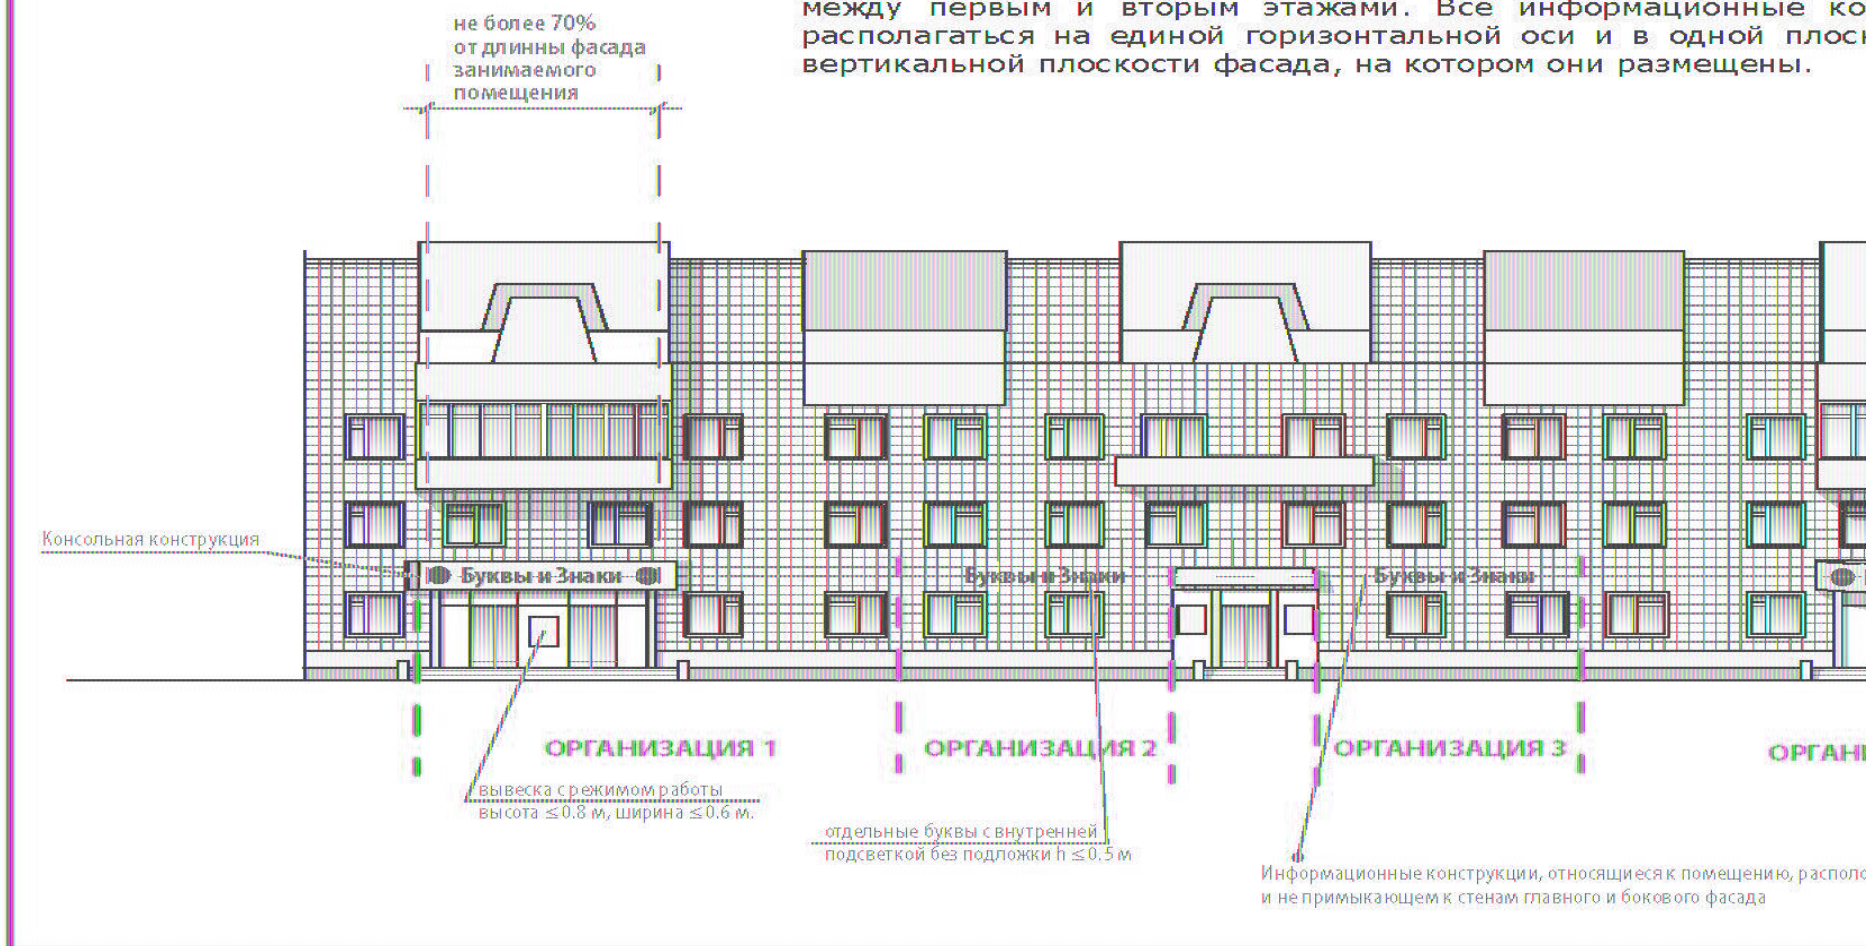 не более 70%
от длинны фасада
занимаемого
помещения
между первым и вторым этажами. Все информационные ко
располагаться на единой горизонтальной оси и в одной плоск
вертикальной плоскости фасада, на котором они размещены.
Консольная конструкция
Буквы и Знаки
Буквы и Знаки
Буквы и Знаки
ОРГАНИЗАЦИЯ 1
ОРГАНИЗАЦИЯ 2
ОРГАНИЗАЦИЯ 3
ОРГАНИ
вывеска с режимом работы
высота ≤0.8 м, ширина ≤0.6 м.
отдельные буквы с внутренней
подсветкой без подложки h ≤0.5 м
Информационные конструкции, относящиеся к помещению, располо
и не примыкающем к стенам главного и бокового фасада